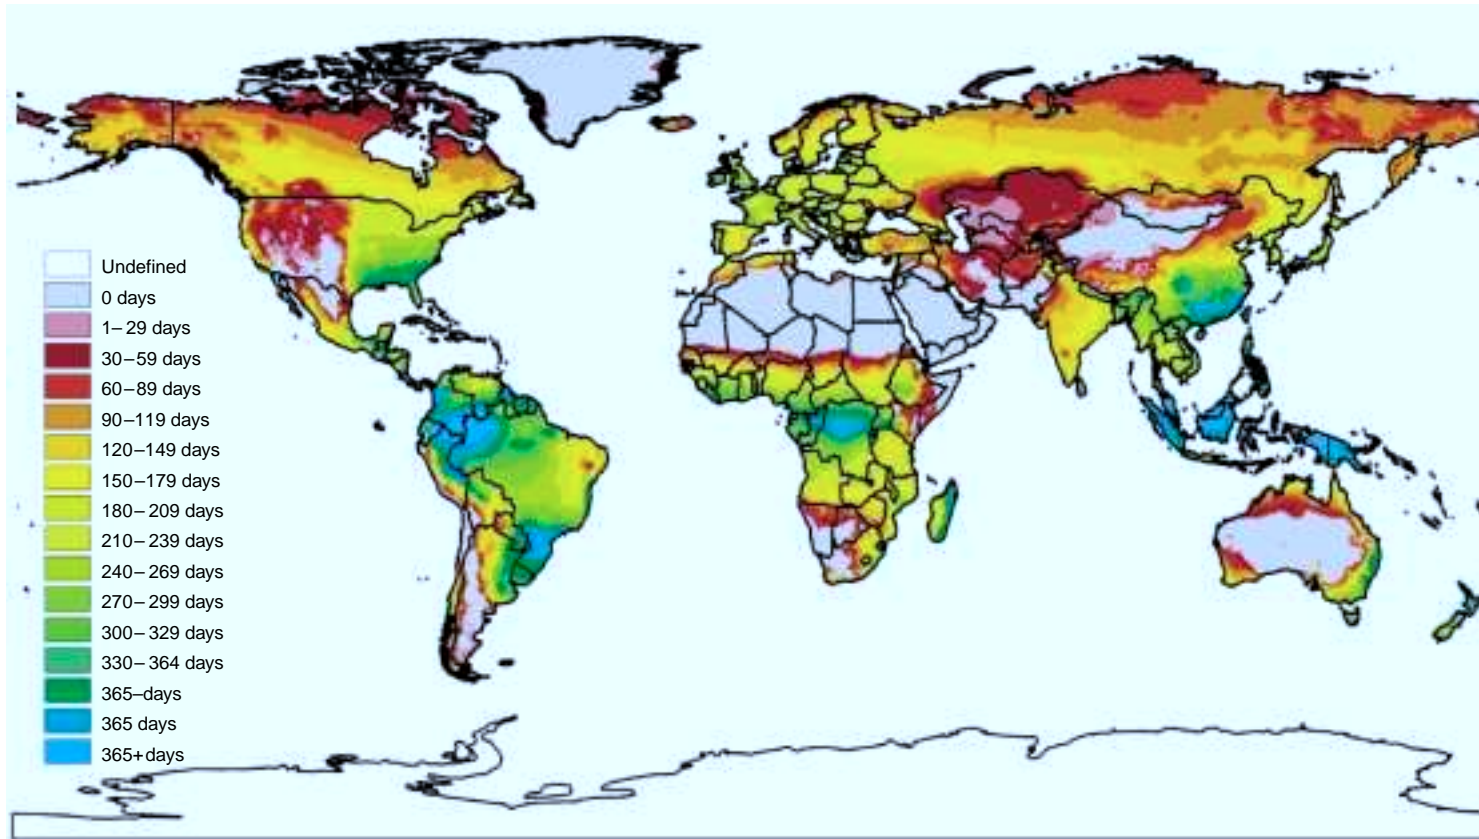 Undefined
0 days
1–29 days
30–59 days
60–89 days
90–119 days
120–149 days
150–179 days
180–209 days
210–239 days
240–269 days
270–299 days
300–329 days
330–364 days
365–days
365 days
365+days